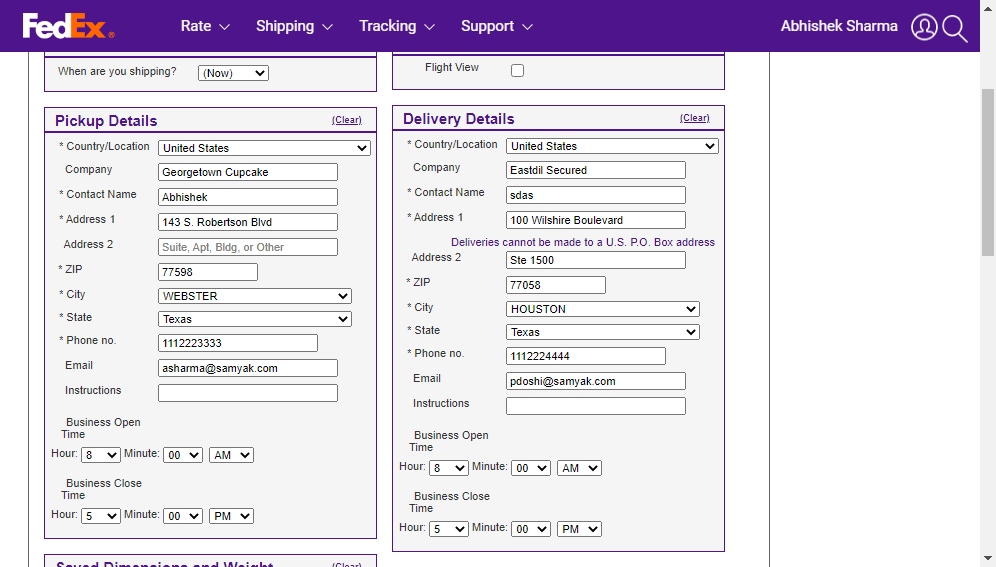 FedEx®
Rate Shipping Tracking Support Abhishek Sharma
When are you shipping? (Now)
Flight View
Pickup Details (Clear)
* Country/Location United States
Company Georgetown Cupcake
* Contact Name Abhishek
* Address 1 143 S. Robertson Blvd
Address 2 Suite, Apt, Bldg, or Other
* ZIP 77598
* City WEBSTER
* State Texas
* Phone no. 1112223333
Email asharma@samyak.com
Instructions
Business Open
Time
Hour: 8 Minute: 00 AM
Business Close
Time
Hour: 5 Minute: 00 PM
Delivery Details (Clear)
* Country/Location United States
Company Eastdil Secured
* Contact Name sdas
* Address 1 100 Wilshire Boulevard
Deliveries cannot be made to a U.S. P.O. Box address
Address 2 Ste 1500
* ZIP 77058
* City HOUSTON
* State Texas
* Phone no. 1112224444
Email pdoshi@samyak.com
Instructions
Business Open
Time
Hour: 8 Minute: 00 AM
Business Close
Time
Hour: 5 Minute: 00 PM
Saved Dimensions and Weight (Clear)